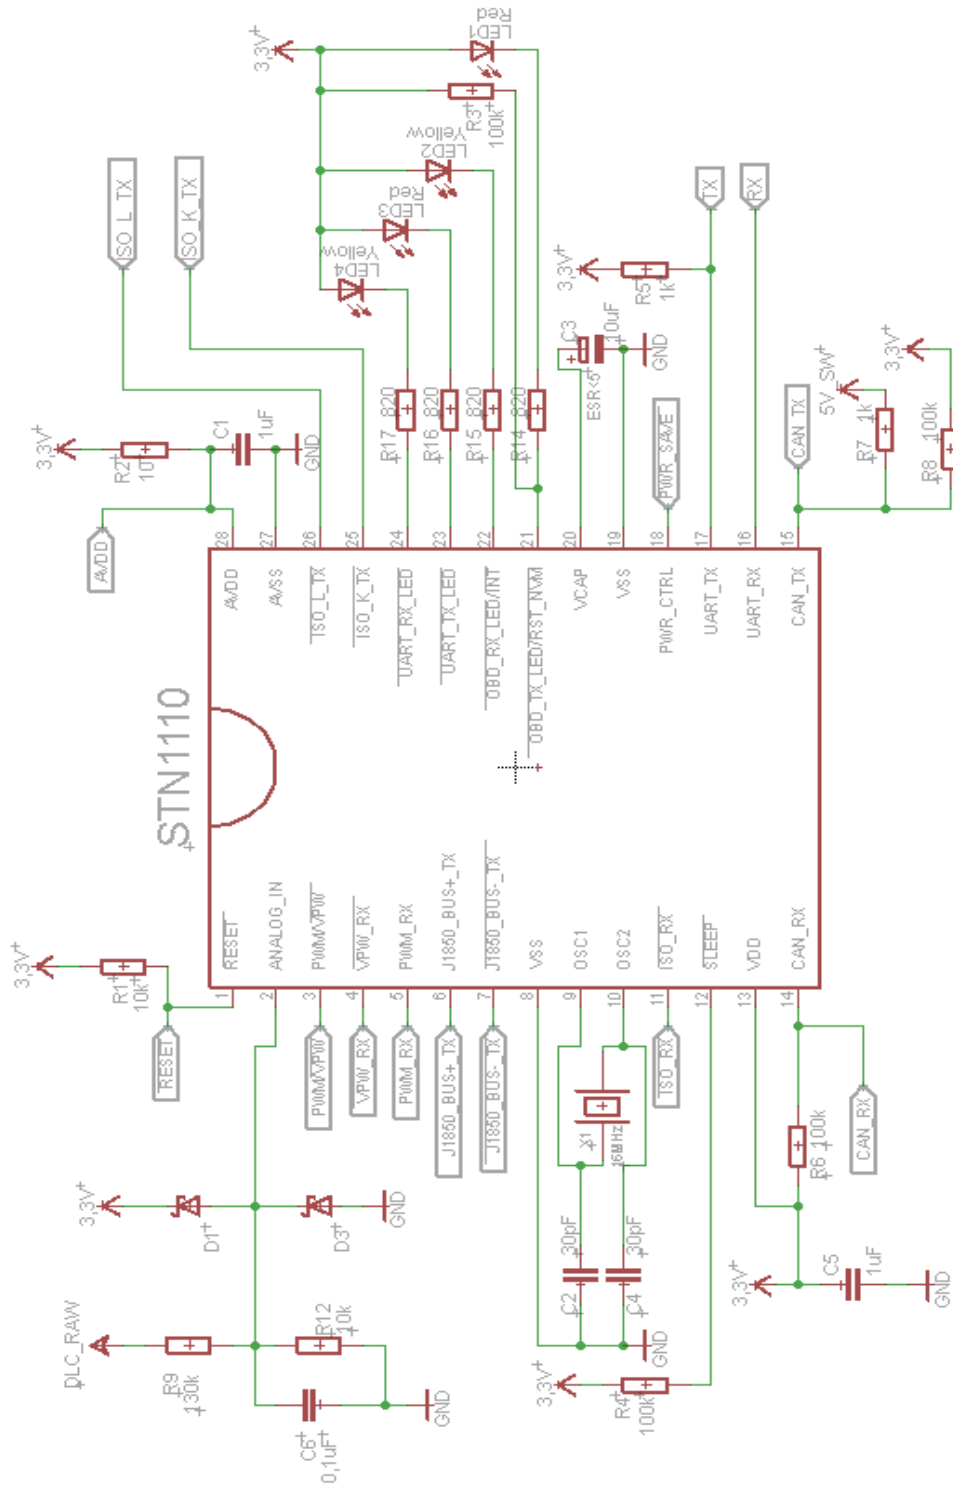 3,3V
LED1
Red
R3
100k
LED2
Yellow
LED3
Red
LED4
Yellow
ISO_L_TX
ISO_K_TX
3,3V
R2
10
C1
1uF
GND
AVDD
R17
820
R16
820
R15
820
R14
820
C3
10uF
ESR<5
GND
3,3V
R5
1k
TX
RX
PWR_SAVE
CAN_TX
5V_SW
R7
1k
3,3V
R8
100k
28
27
26
25
24
23
22
21
20
19
18
17
16
15
AVDD
AVSS
ISO_L_TX
ISO_K_TX
UART_RX_LED
UART_TX_LED
OBD_RX_LED/INT
OBD_TX_LED/RST_NVM
VCAP
VSS
PWR_CTRL
UART_TX
UART_RX
CAN_TX
STN1110
RESET
ANALOG_IN
PWM/VPW
VPW_RX
PWM_RX
J1850_BUS+_TX
J1850_BUS-_TX
VSS
OSC1
OSC2
ISO_RX
SLEEP
VDD
CAN_RX
1
2
3
4
5
6
7
8
9
10
11
12
13
14
3,3V
R1
10k
RESET
PWM/VPW
VPW_RX
PWM_RX
J1850_BUS+_TX
J1850_BUS-_TX
X1
16MHz
ISO_RX
R6
100k
CAN_RX
3,3V
D1
D3
GND
C2
30pF
C4
30pF
GND
3,3V
C5
1uF
GND
DLC_RAW
R9
130k
R12
10k
C6
0,1uF
GND
3,3V
R4
100k